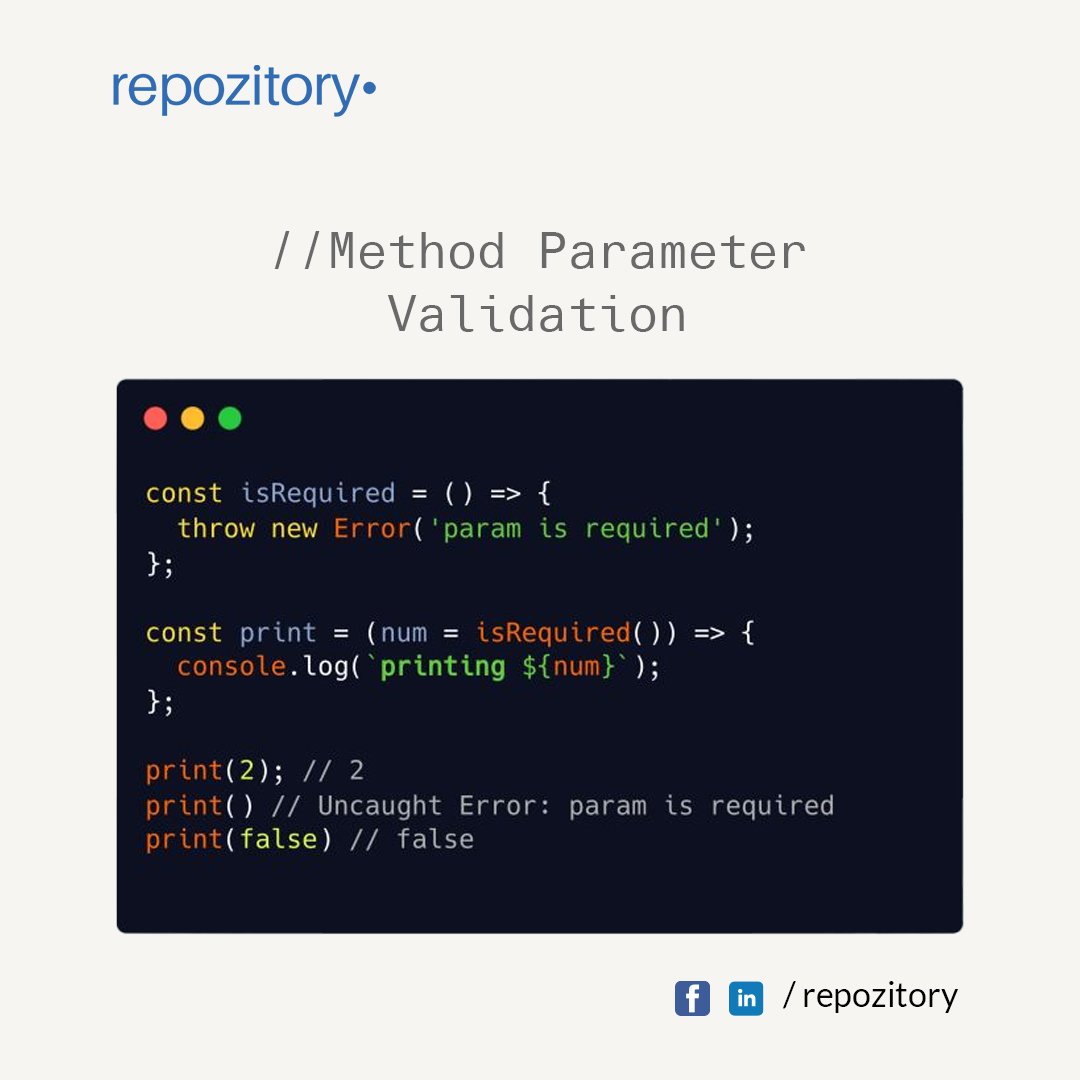 repozitory•
//Method Parameter
Validation
const isRequired = () => {
  throw new Error('param is required');
};
const print = (num = isRequired()) => {
  console.log(`printing ${num}`);
};
print(2); // 2
print() // Uncaught Error: param is required
print(false) // false
f in / repozitory